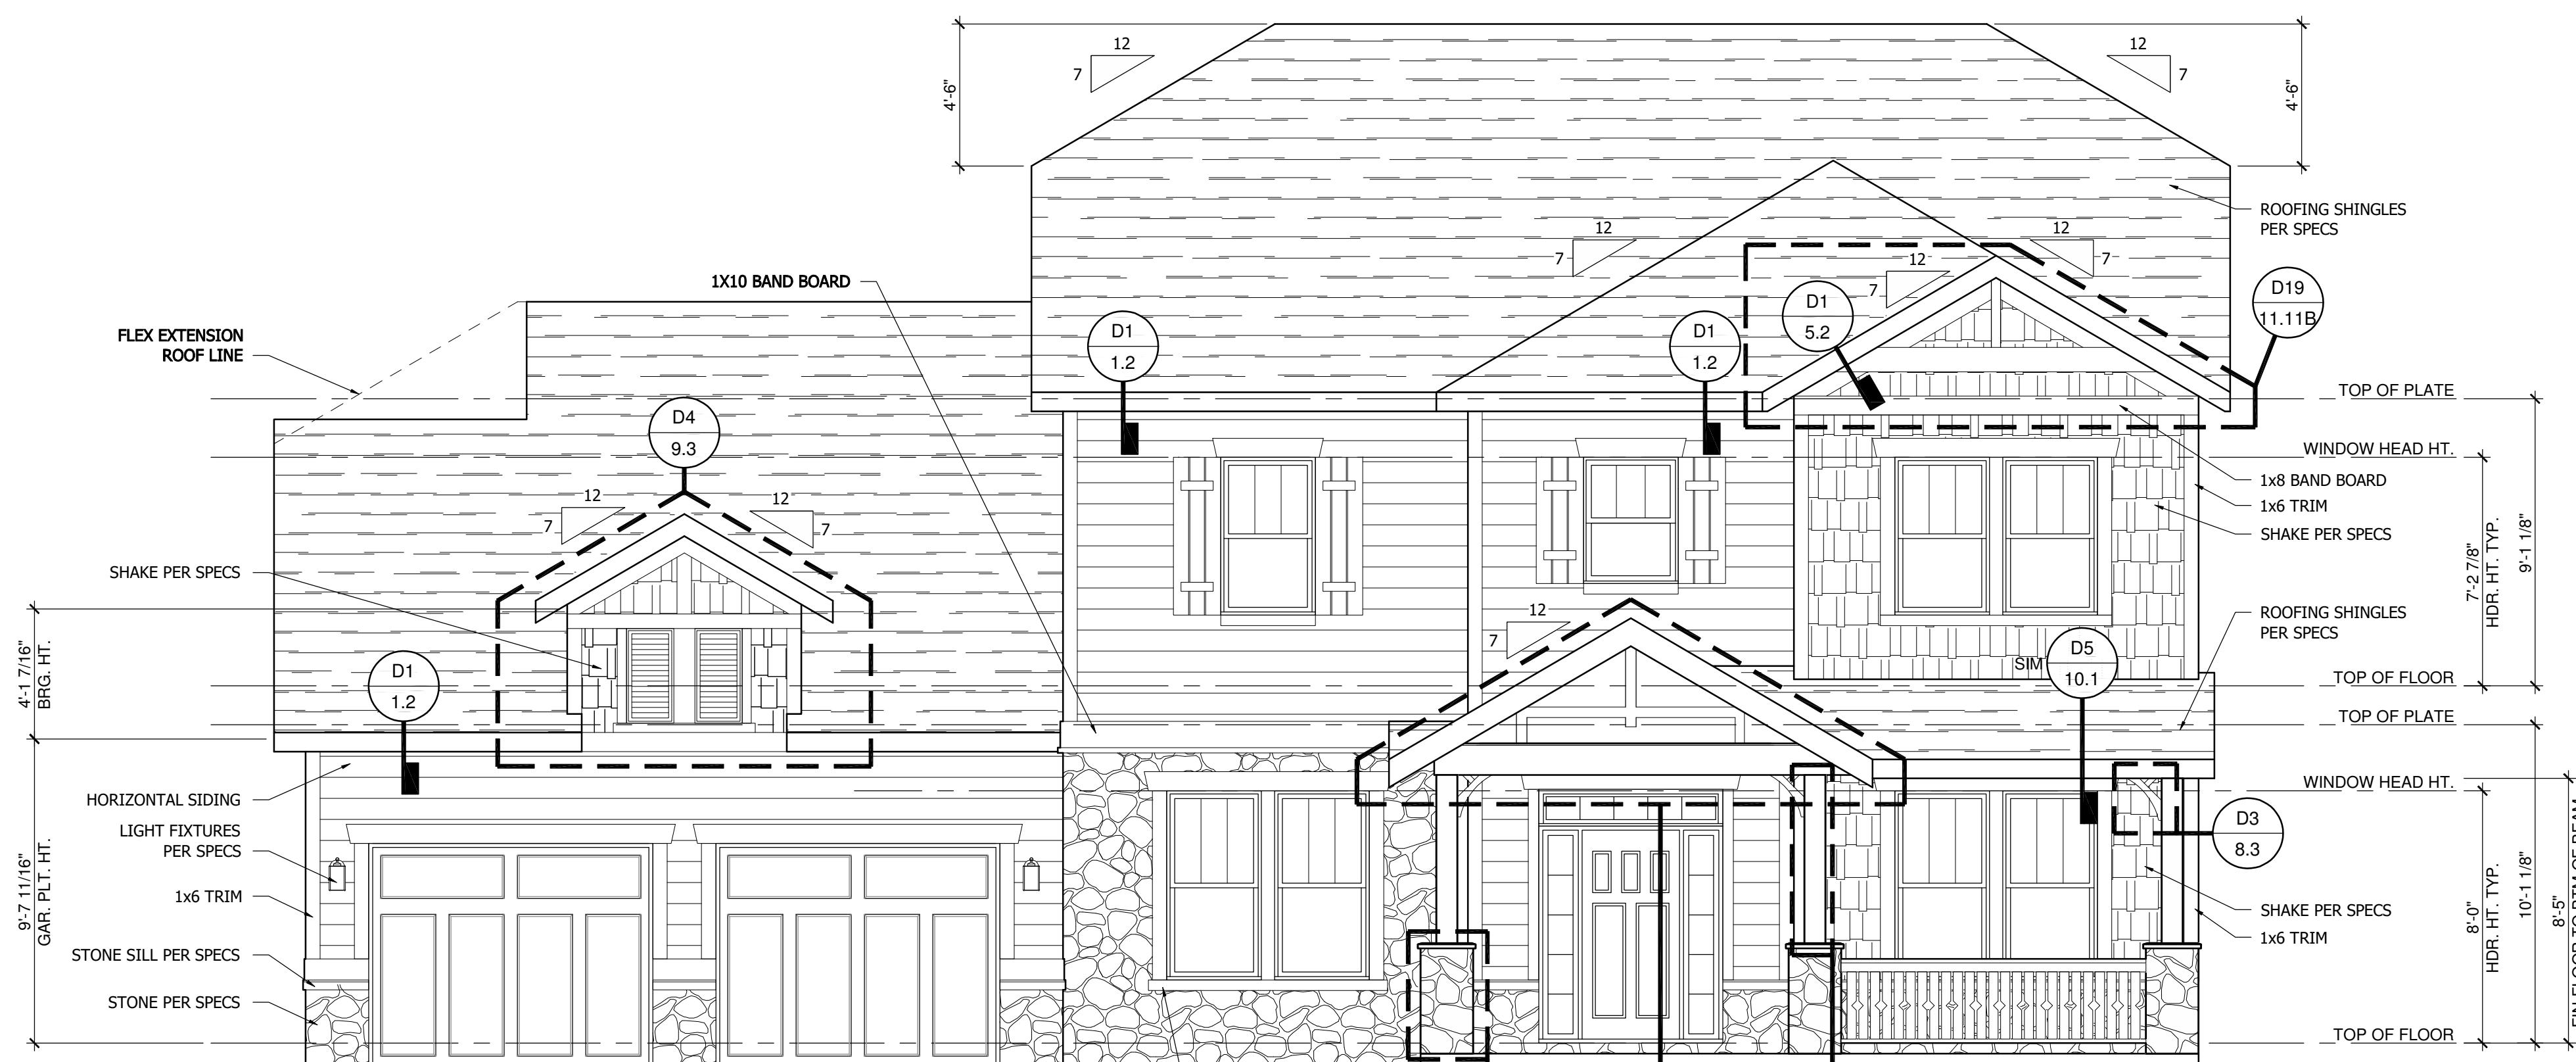 12
7
12
7
4'-6"
4'-6"
ROOFING SHINGLES
PER SPECS
12
7
12
7
12
7
1X10 BAND BOARD
D1
5.2
D19
11.11B
FLEX EXTENSION
ROOF LINE
D1
1.2
D1
1.2
TOP OF PLATE
D4
9.3
WINDOW HEAD HT.
1x8 BAND BOARD
1x6 TRIM
SHAKE PER SPECS
12
7
12
7
7'-2 7/8"
HDR. HT. TYP.
9'-1 1/8"
SHAKE PER SPECS
12
7
ROOFING SHINGLES
PER SPECS
4'-1 7/16"
BRG. HT.
D1
1.2
SIM
D5
10.1
TOP OF FLOOR
TOP OF PLATE
WINDOW HEAD HT.
HORIZONTAL SIDING
LIGHT FIXTURES
PER SPECS
D3
8.3
1x6 TRIM
9'-7 11/16"
GAR. PLT. HT.
STONE SILL PER SPECS
STONE PER SPECS
SHAKE PER SPECS
1x6 TRIM
8'-0"
HDR. HT. TYP.
10'-1 1/8"
8'-5"
FIN FLOOR TO BTM OF BEAM
TOP OF FLOOR